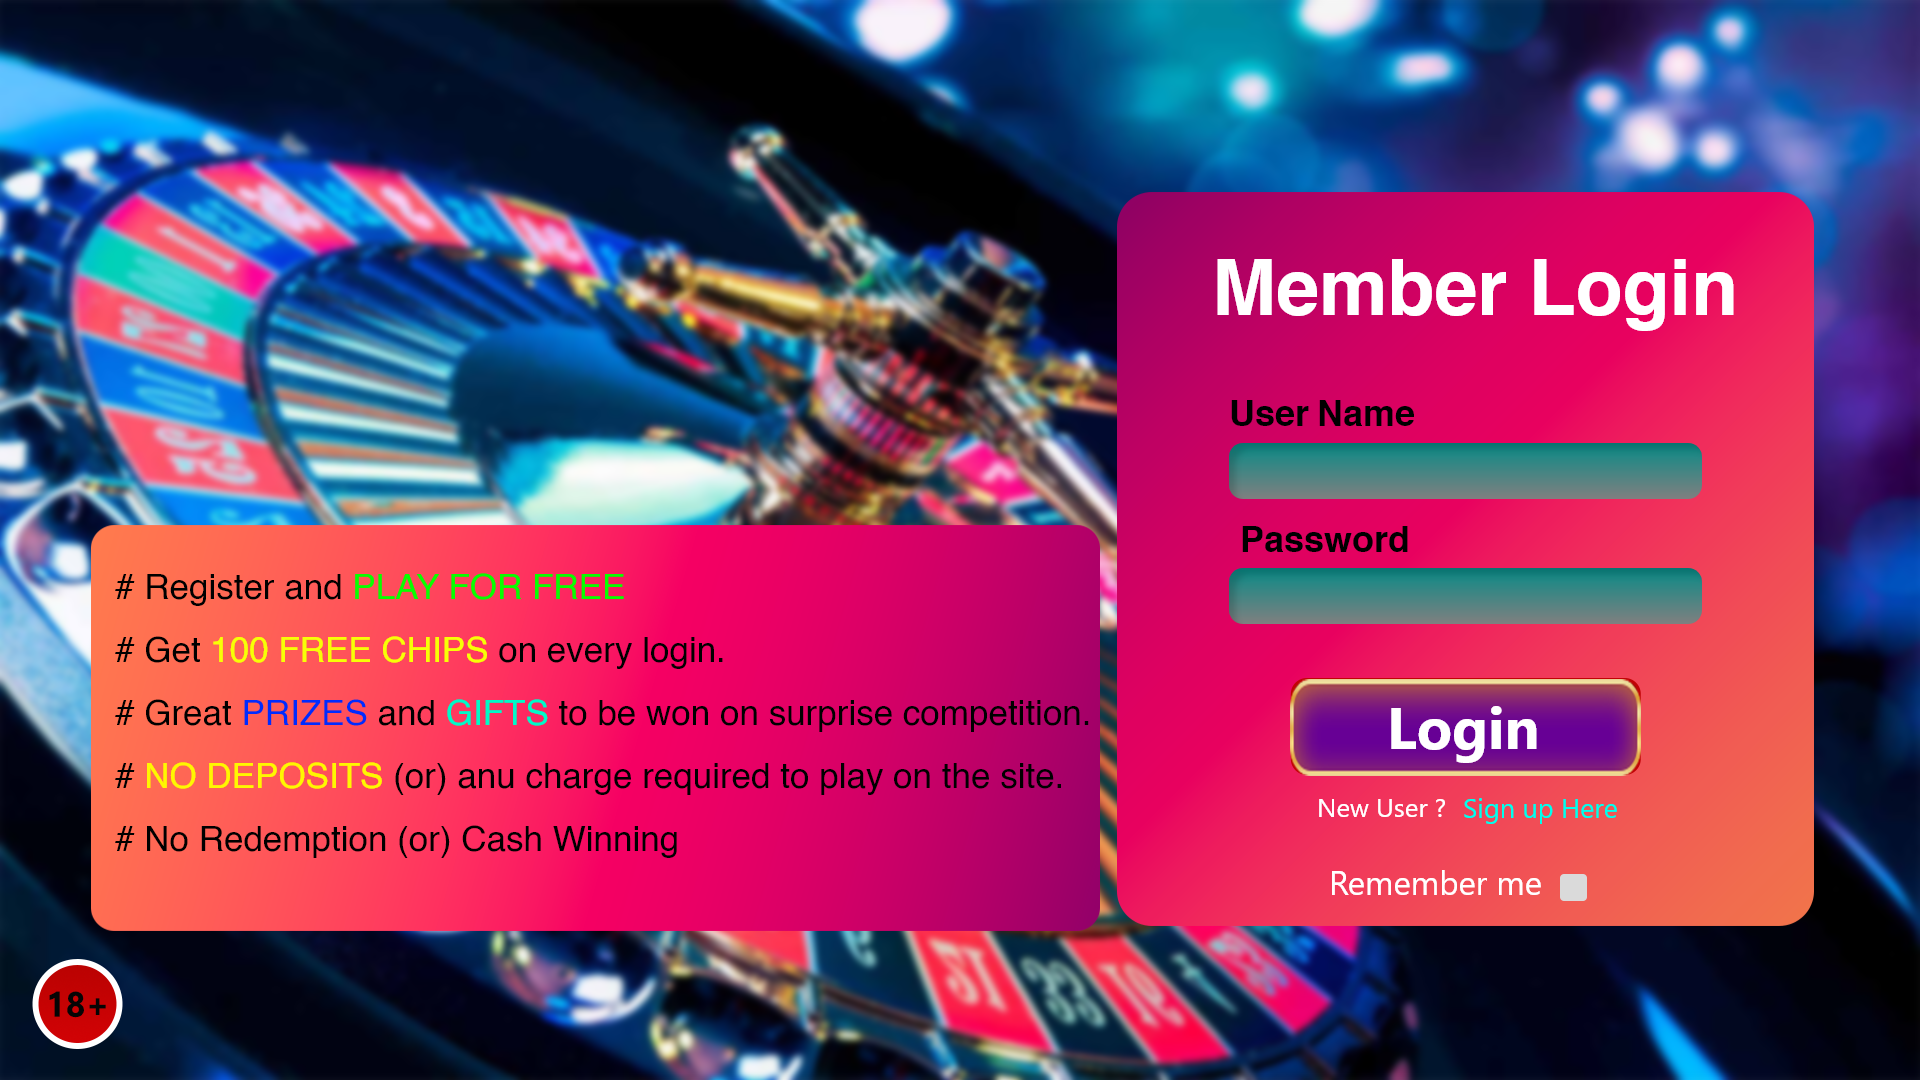 Member Login
User Name
Password
# Register and PLAY FOR FREE
# Get 100 FREE CHIPS on every login.
# Great PRIZES and GIFTS to be won on surprise competition.
# NO DEPOSITS (or) anu charge required to play on the site.
# No Redemption (or) Cash Winning
Login
New User ? Sign up Here
Remember me
18+